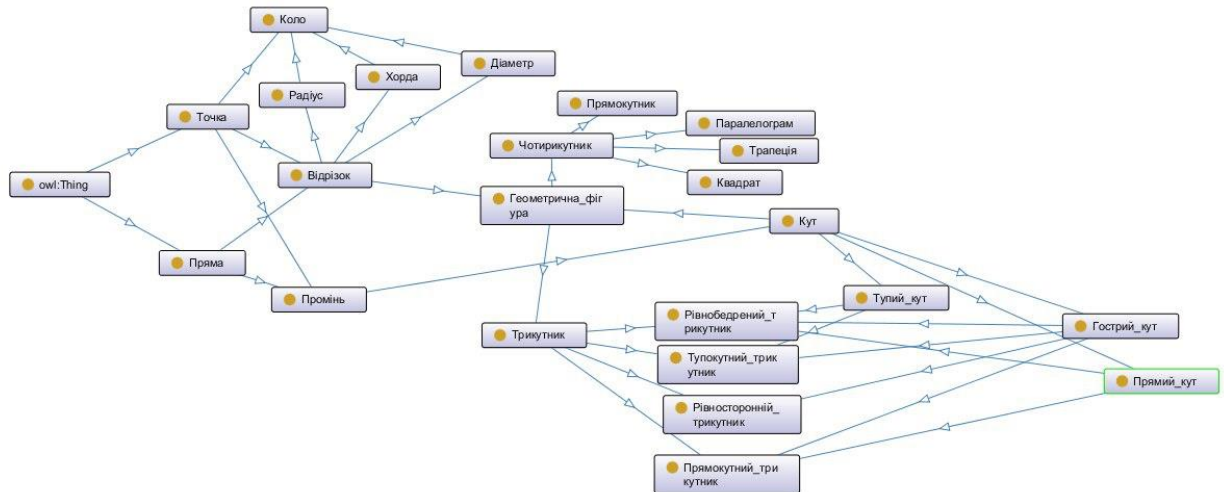 Коло
Діаметр
Хорда
Радіус
Прямокутник
Точка
Паралелограм
Чотирикутник
Трапеція
Відрізок
owl:Thing
Квадрат
Геометрична_фіг
ура
Кут
Пряма
Промінь
Тупий_кут
Рівнобедрений_т
рикутник
Гострий_кут
Трикутник
Тупокутний_трик
утник
Прямий_кут
Рівносторонній_
трикутник
Прямокутний_три
кутник